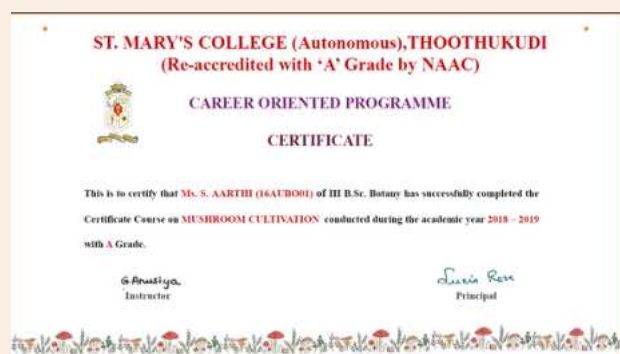 ST. MARY'S COLLEGE (Autonomous),THOOTHUKUDI
(Re-accredited with ‘A’ Grade by NAAC)
CAREER ORIENTED PROGRAMME
CERTIFICATE
This is to certify that Ms. S. AARTHI (16AUBO01) of III B.Sc. Botany has successfully completed the
Certificate Course on MUSHROOM CULTIVATION conducted during the academic year 2018 – 2019
with A Grade.
G.Anusiya
Lucia Rose
Instructor
Principal